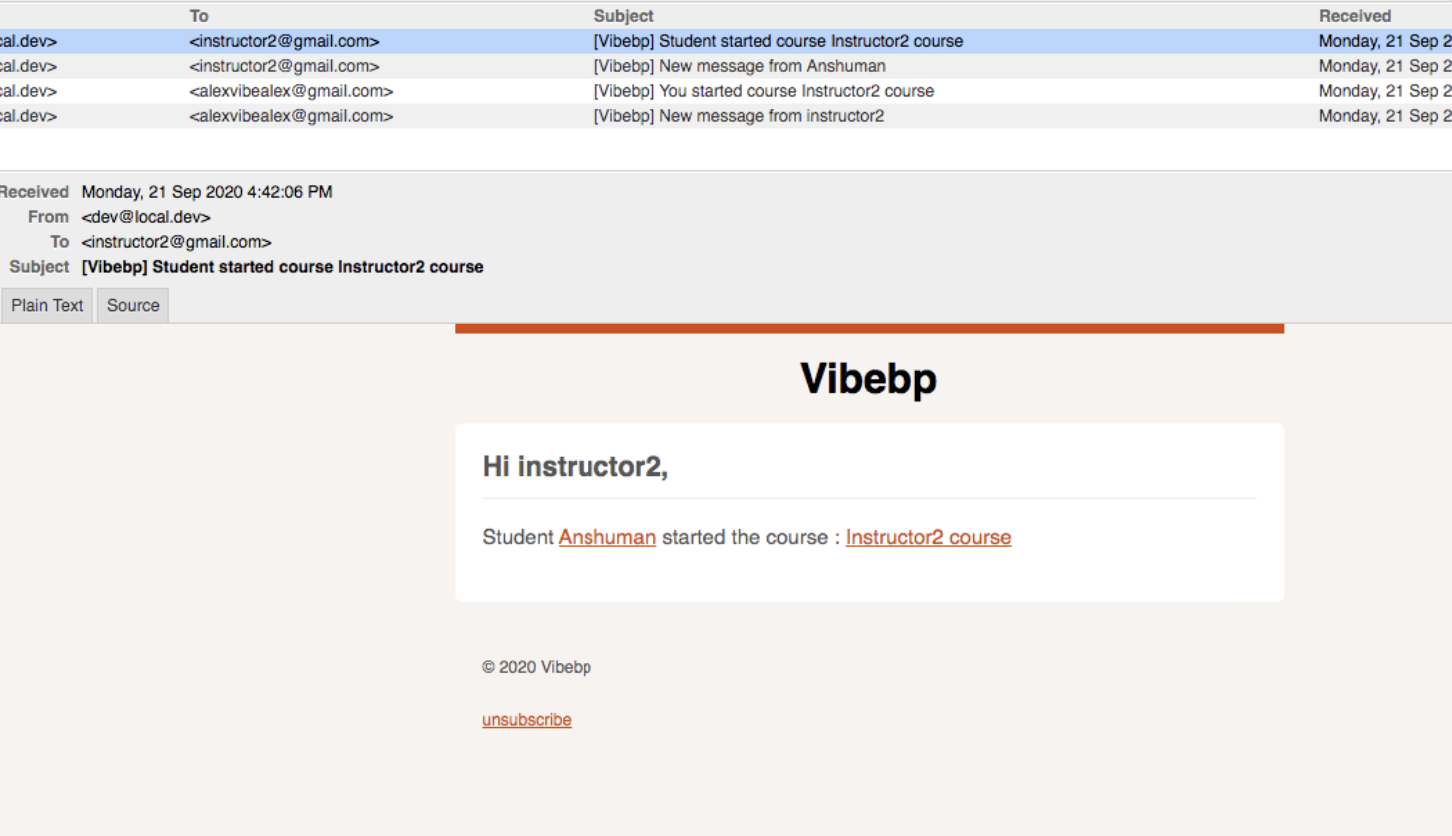 To Subject Received
cal.dev> <instructor2@gmail.com> [Vibebp] Student started course Instructor2 course Monday, 21 Sep 2
cal.dev> <instructor2@gmail.com> [Vibebp] New message from Anshuman Monday, 21 Sep 2
cal.dev> <alexvibealex@gmail.com> [Vibebp] You started course Instructor2 course Monday, 21 Sep 2
cal.dev> <alexvibealex@gmail.com> [Vibebp] New message from instructor2 Monday, 21 Sep 2
Received Monday, 21 Sep 2020 4:42:06 PM
From <dev@local.dev>
To <instructor2@gmail.com>
Subject [Vibebp] Student started course Instructor2 course
Plain Text Source
Vibebp
Hi instructor2,
Student Anshuman started the course : Instructor2 course
© 2020 Vibebp
unsubscribe